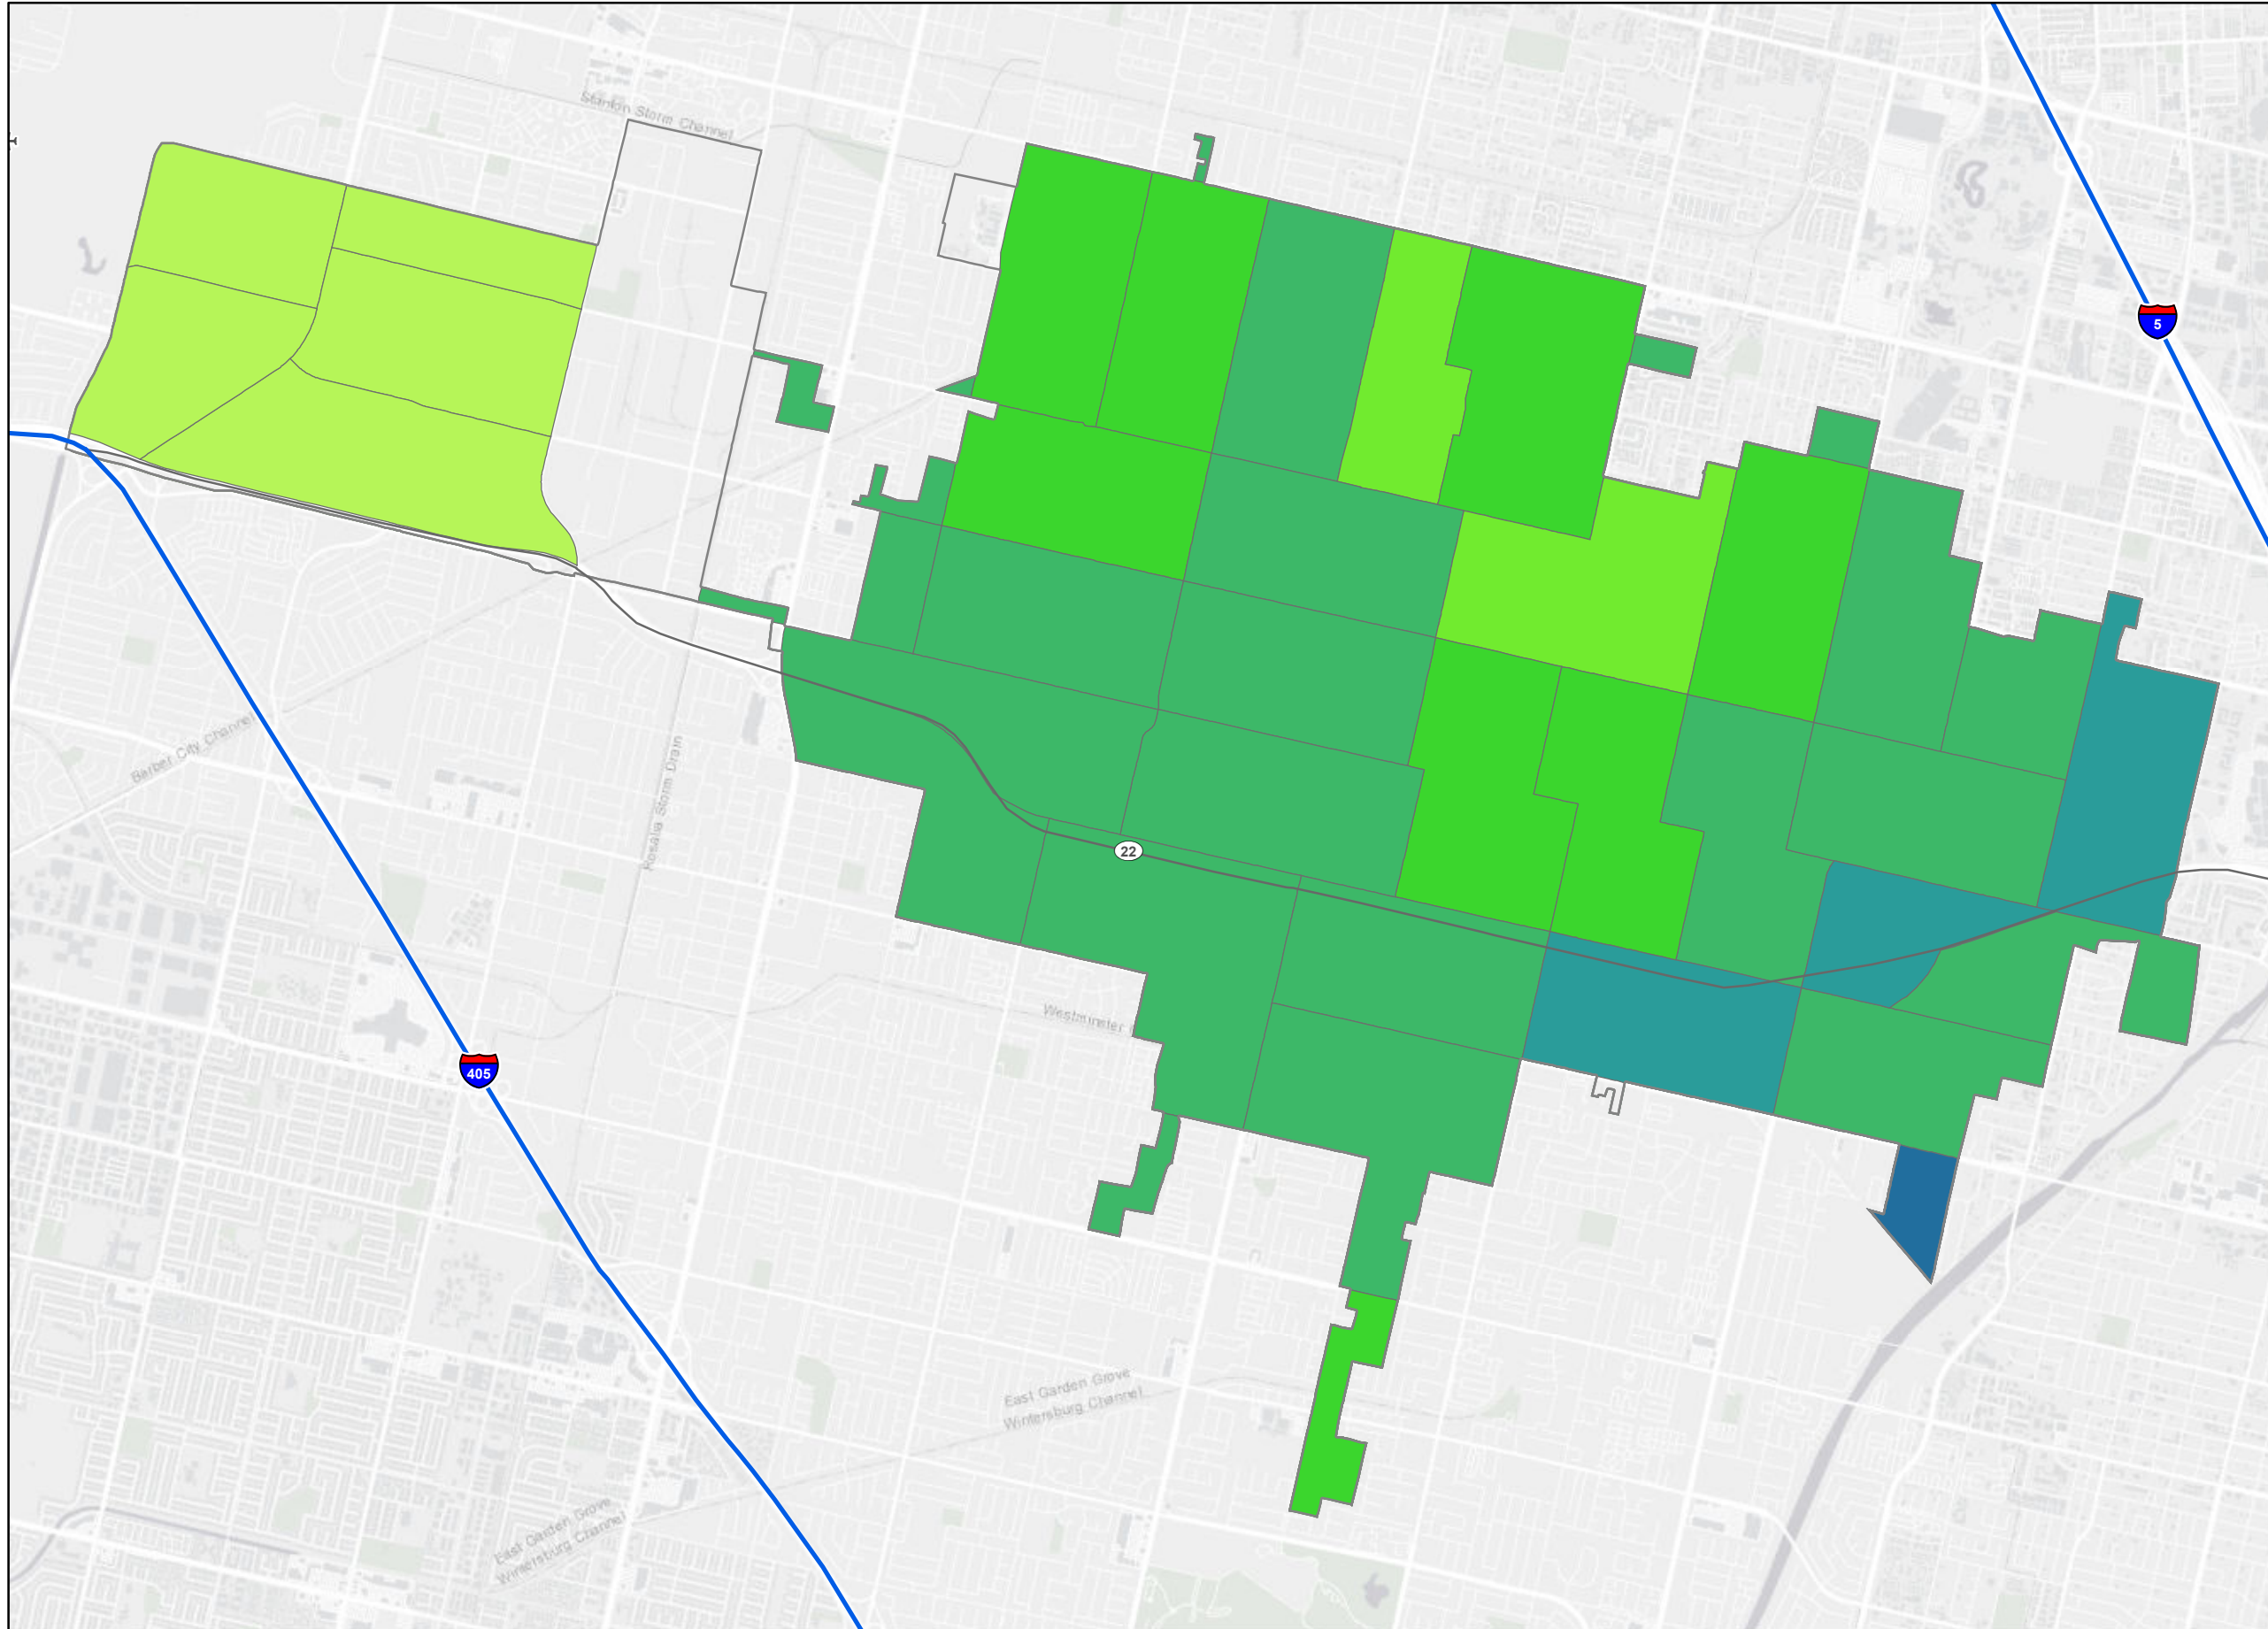 Stanton Storm Channel
5
Barber City Channel
Rosalia Storm Drain
22
Westminster
405
East Garden Grove
Wintersburg Channel
East Garden Grove
Wintersburg Channel